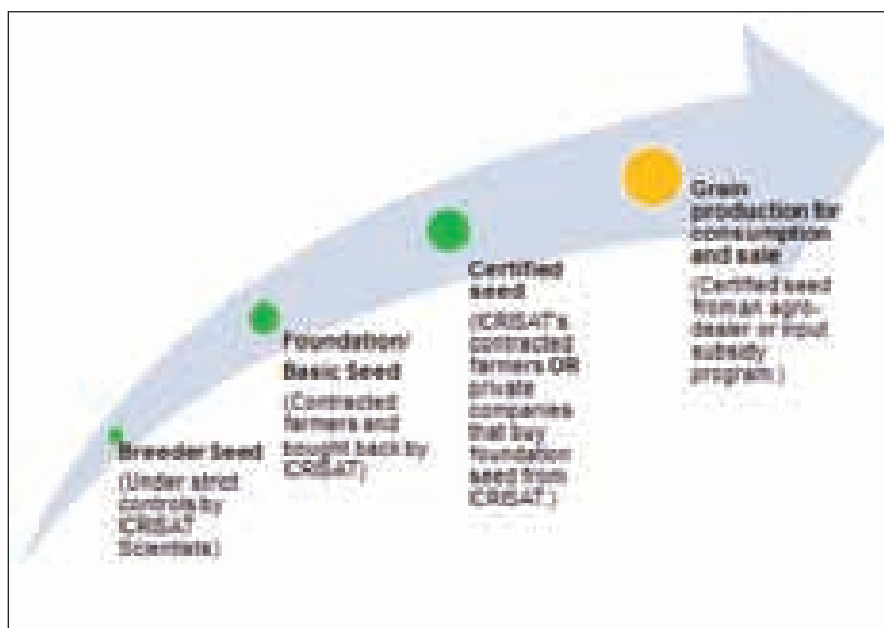 Breeder Seed
(Under strict
controls by
ICRISAT
Scientists)
Foundation/
Basic Seed
(Contracted
farmers and
bought back by
ICRISAT)
Certified
seed
(ICRISAT's
contracted
farmers OR
private
companies
that buy
foundation
seed from
ICRISAT.)
Grain
production for
consumption
and sale
(Certified seed
from an agro-
dealer or input
subsidy
program.)